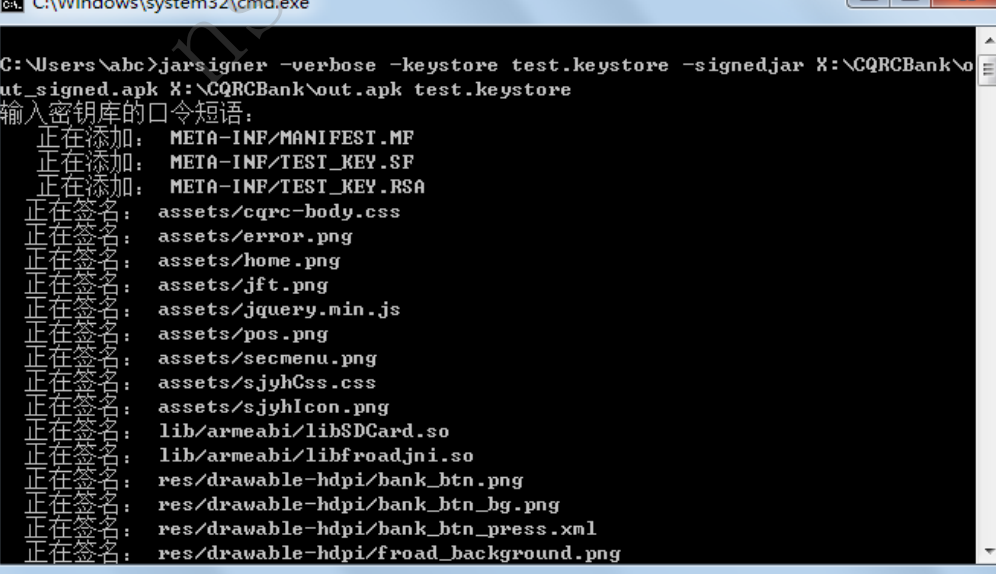 C:\Windows\system32\cmd.exe
C:\Users\abc>jarsigner -verbose -keystore test.keystore -signedjar X:\CQRCBank\o
ut_signed.apk X:\CQRCBank\out.apk test.keystore
输入密钥库的口令短语:
正在添加: META-INF/MANIFEST.MF
正在添加: META-INF/TEST_KEY.SF
正在添加: META-INF/TEST_KEY.RSA
正在签名: assets/cqrc-body.css
正在签名: assets/error.png
正在签名: assets/home.png
正在签名: assets/jft.png
正在签名: assets/jquery.min.js
正在签名: assets/pos.png
正在签名: assets/secmenu.png
正在签名: assets/sjyhCss.css
正在签名: assets/sjyhIcon.png
正在签名: lib/armeabi/libSDCard.so
正在签名: lib/armeabi/libfroadjni.so
正在签名: res/drawable-hdpi/bank_btn.png
正在签名: res/drawable-hdpi/bank_btn_bg.png
正在签名: res/drawable-hdpi/bank_btn_press.xml
正在签名: res/drawable-hdpi/froad_background.png